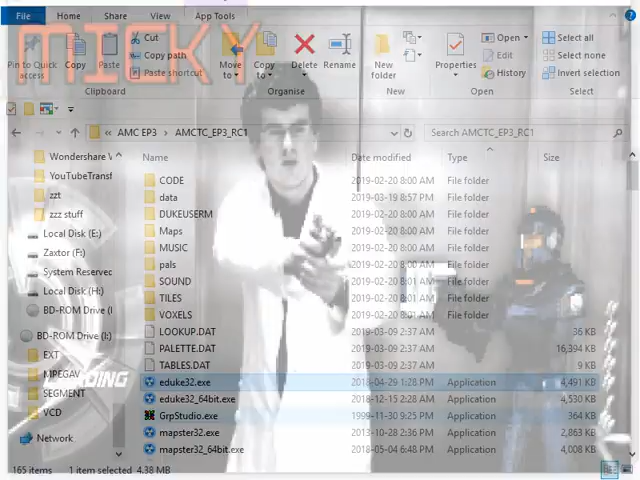 File Home Share View App Tools
MICKY
Pin to Quick access Copy Paste Cut Copy path Paste shortcut Move to Copy to Delete Rename New folder Properties Open Edit History Select all Select none Invert selection
Clipboard Organise New Open Select
« AMC EP3 > AMCTC_EP3_RC1 Search AMCTC_EP3_RC1
Wondershare Name Date modified Type Size
YouTubeTransf
zzt
zzz stuff
Local Disk (E:)
Zaxtor (F:)
System Reserved
Local Disk (H:)
BD-ROM Drive (I
BD-ROM Drive (I:)
EXT
MPEGAV
SEGMENT
VCD
Network
CODE 2019-02-20 8:00 AM File folder
data 2019-03-19 8:57 PM File folder
DUKEUSERM 2019-02-20 8:00 AM File folder
Maps 2019-02-20 8:00 AM File folder
MUSIC 2019-02-20 8:00 AM File folder
pals 2019-02-20 8:00 AM File folder
SOUND 2019-02-20 8:01 AM File folder
TILES 2019-02-20 8:01 AM File folder
VOXELS 2019-02-20 8:01 AM File folder
LOOKUP.DAT 2019-03-09 2:37 AM 36 KB
PALETTE.DAT 2019-03-09 2:37 AM 16,394 KB
TABLES.DAT 2019-03-09 2:37 AM 9 KB
eduke32.exe 2018-04-29 1:28 PM Application 4,491 KB
eduke32_64bit.exe 2018-12-15 2:28 AM Application 4,530 KB
GrpStudio.exe 1999-11-30 9:25 PM Application 364 KB
mapster32.exe 2013-10-28 2:36 PM Application 2,863 KB
mapster32_64bit.exe 2018-05-04 6:48 PM Application 4,008 KB
LOADING
165 items 1 item selected 4.38 MB